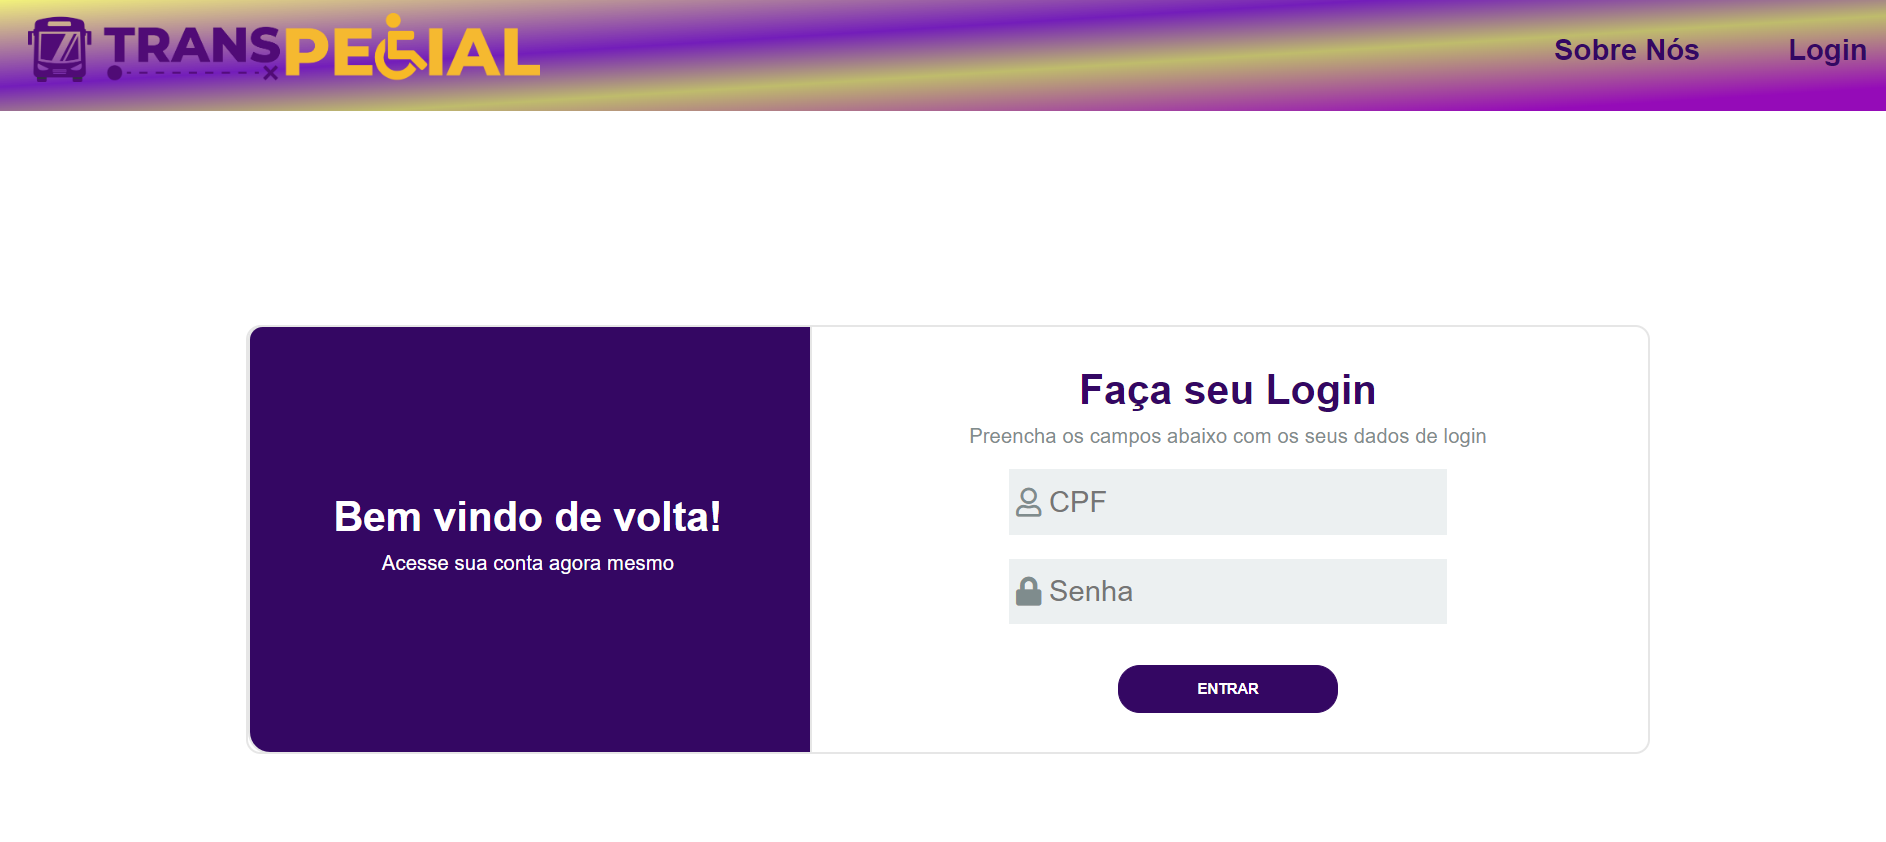 TRANSPECIAL
Sobre Nós
Login
Bem vindo de volta!
Acesse sua conta agora mesmo
Faça seu Login
Preencha os campos abaixo com os seus dados de login
CPF
Senha
ENTRAR